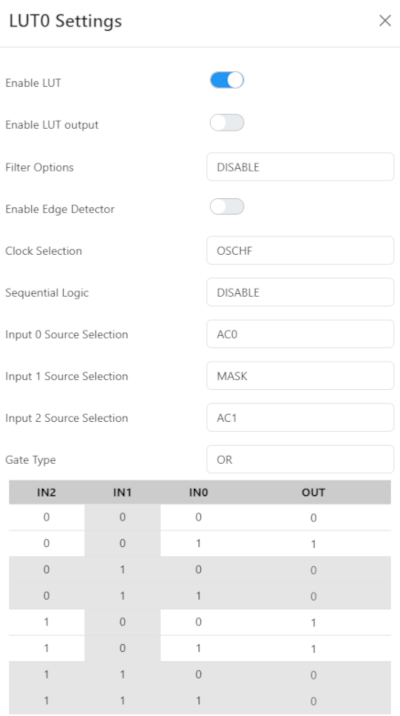 LUT0 Settings
Enable LUT
Enable LUT output
Filter Options DISABLE
Enable Edge Detector
Clock Selection OSCHF
Sequential Logic DISABLE
Input 0 Source Selection AC0
Input 1 Source Selection MASK
Input 2 Source Selection AC1
Gate Type OR
IN2 IN1 IN0 OUT
0 0 0 0
0 0 1 1
0 1 0 0
0 1 1 0
1 0 0 1
1 0 1 1
1 1 0 0
1 1 1 0